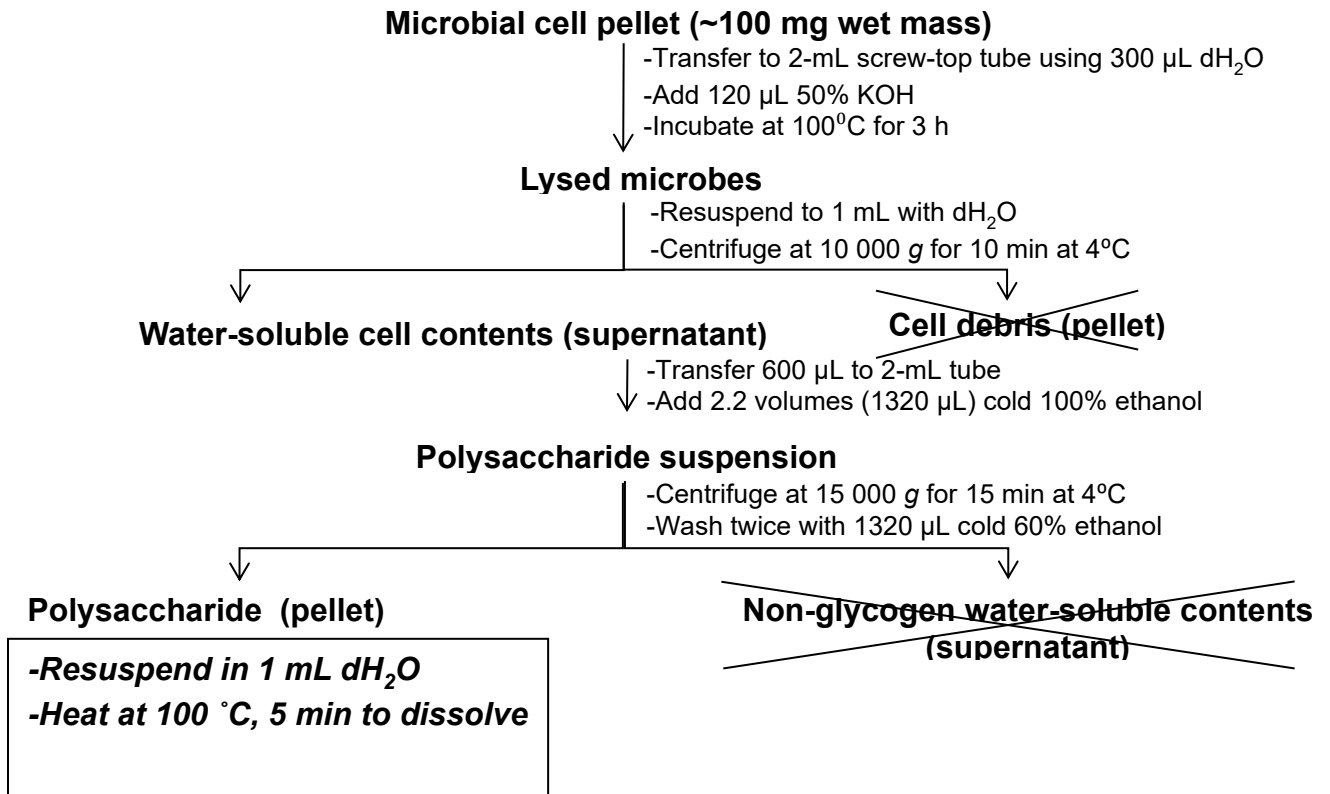 Microbial cell pellet (~100 mg wet mass)
-Transfer to 2-mL screw-top tube using 300 µL dH₂O
-Add 120 µL 50% KOH
-Incubate at 100⁰C for 3 h
Lysed microbes
-Resuspend to 1 mL with dH₂O
-Centrifuge at 10 000 g for 10 min at 4ºC
Water-soluble cell contents (supernatant)
Cell debris (pellet)
-Transfer 600 µL to 2-mL tube
-Add 2.2 volumes (1320 µL) cold 100% ethanol
Polysaccharide suspension
-Centrifuge at 15 000 g for 15 min at 4ºC
-Wash twice with 1320 µL cold 60% ethanol
Polysaccharide (pellet)
Non-glycogen water-soluble contents
(supernatant)
-Resuspend in 1 mL dH₂O
-Heat at 100 ˚C, 5 min to dissolve